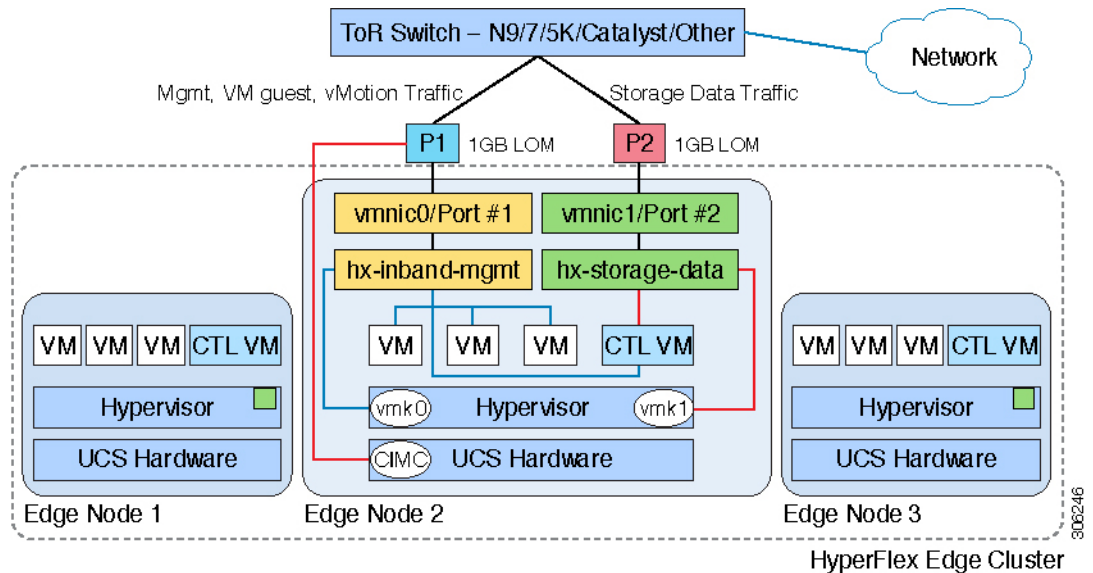 ToR Switch – N9/7/5K/Catalyst/Other
Network
Mgmt, VM guest, vMotion Traffic
Storage Data Traffic
P1
1GB LOM
P2
1GB LOM
vmnic0/Port #1
vmnic1/Port #2
hx-inband-mgmt
hx-storage-data
VM
VM
VM
CTL VM
Hypervisor
UCS Hardware
Edge Node 1
VM
VM
VM
CTL VM
vmk0
Hypervisor
vmk1
CIMC
UCS Hardware
Edge Node 2
VM
VM
VM
CTL VM
Hypervisor
UCS Hardware
Edge Node 3
306246
HyperFlex Edge Cluster